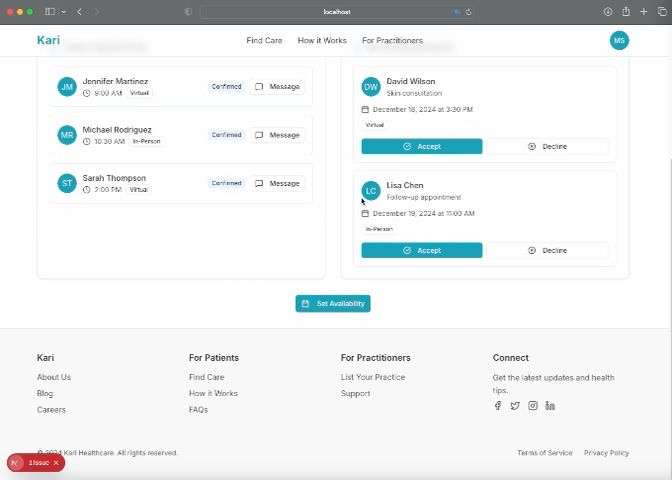 localhost
Kari
Find Care
How it Works
For Practitioners
MS
JM
Jennifer Martinez
9:00 AM
Virtual
Confirmed
Message
MR
Michael Rodriguez
10:30 AM
In-Person
Confirmed
Message
ST
Sarah Thompson
2:00 PM
Virtual
Confirmed
Message
DW
David Wilson
Skin consultation
December 18, 2024 at 3:30 PM
Virtual
Accept
Decline
LC
Lisa Chen
Follow-up appointment
December 19, 2024 at 11:00 AM
In-Person
Accept
Decline
Set Availability
Kari
About Us
Blog
Careers
For Patients
Find Care
How it Works
FAQs
For Practitioners
List Your Practice
Support
Connect
Get the latest updates and health
tips.
© 2024 Kari Healthcare. All rights reserved.
Terms of Service
Privacy Policy
N
1 Issue